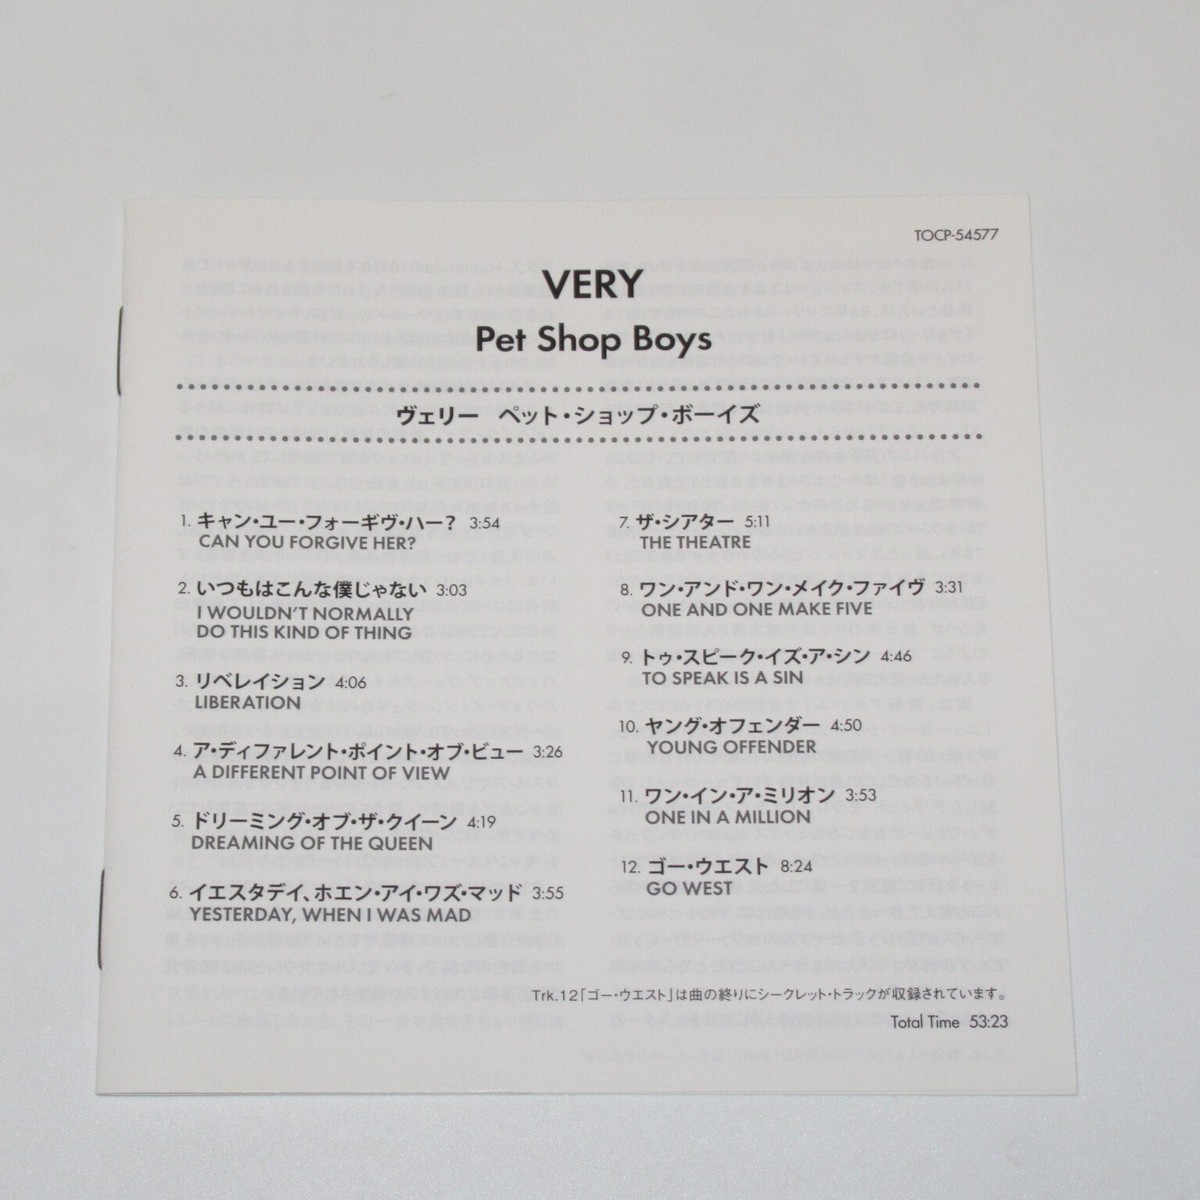 TOCP-54577
VERY
Pet Shop Boys
ヴェリー　ペット・ショップ・ボーイズ
1. キャン・ユー・フォーギヴ・ハー？ 3:54
CAN YOU FORGIVE HER?
2. いつもはこんな僕じゃない 3:03
I WOULDN'T NORMALLY
DO THIS KIND OF THING
3. リベレイション 4:06
LIBERATION
4. ア・ディファレント・ポイント・オブ・ビュー 3:26
A DIFFERENT POINT OF VIEW
5. ドリーミング・オブ・ザ・クイーン 4:19
DREAMING OF THE QUEEN
6. イエスタデイ、ホエン・アイ・ワズ・マッド 3:55
YESTERDAY, WHEN I WAS MAD
7. ザ・シアター 5:11
THE THEATRE
8. ワン・アンド・ワン・メイク・ファイヴ 3:31
ONE AND ONE MAKE FIVE
9. トゥ・スピーク・イズ・ア・シン 4:46
TO SPEAK IS A SIN
10. ヤング・オフェンダー 4:50
YOUNG OFFENDER
11. ワン・イン・ア・ミリオン 3:53
ONE IN A MILLION
12. ゴー・ウエスト 8:24
GO WEST
Trk.12「ゴー・ウエスト」は曲の終りにシークレット・トラックが収録されています。
Total Time 53:23